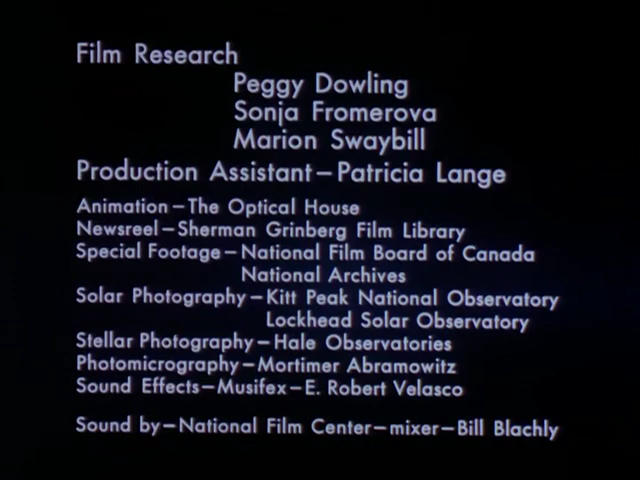 Film Research
Peggy Dowling
Sonja Fromerova
Marion Swaybill
Production Assistant—Patricia Lange
Animation—The Optical House
Newsreel—Sherman Grinberg Film Library
Special Footage—National Film Board of Canada
National Archives
Solar Photography—Kitt Peak National Observatory
Lockhead Solar Observatory
Stellar Photography—Hale Observatories
Photomicrography—Mortimer Abramowitz
Sound Effects—Musifex—E. Robert Velasco
Sound by—National Film Center—mixer—Bill Blachly